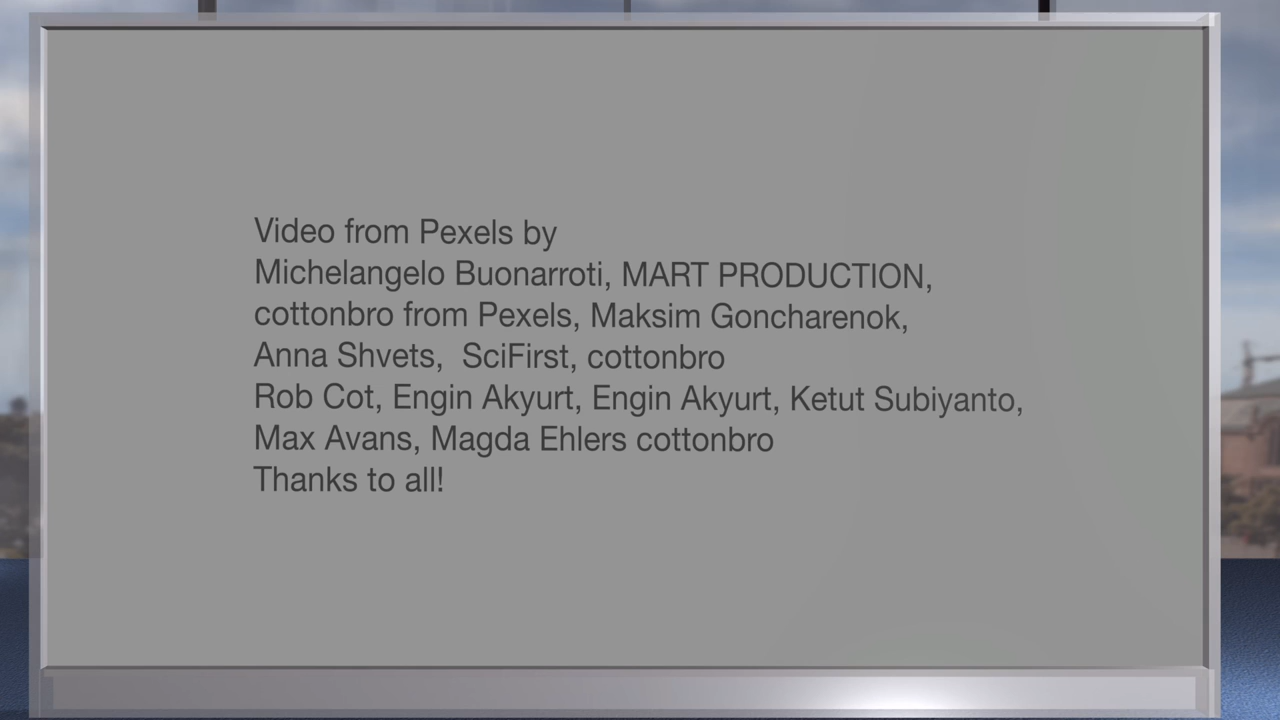 Video from Pexels by
Michelangelo Buonarroti, MART PRODUCTION,
cottonbro from Pexels, Maksim Goncharenok,
Anna Shvets,  SciFirst, cottonbro
Rob Cot, Engin Akyurt, Engin Akyurt, Ketut Subiyanto,
Max Avans, Magda Ehlers cottonbro
Thanks to all!